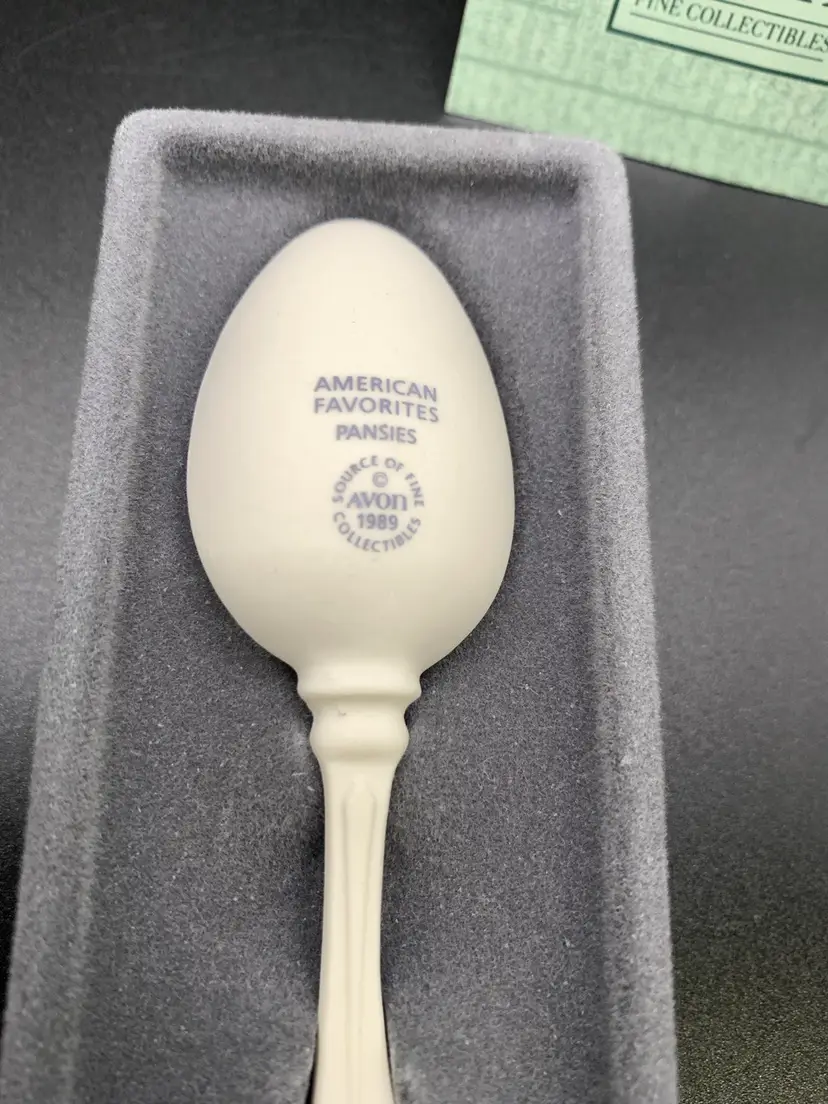 FINE COLLECTIBLES
AMERICAN
FAVORITES
PANSIES
SOURCE OF FINE
©
AVON
1989
COLLECTIBLES